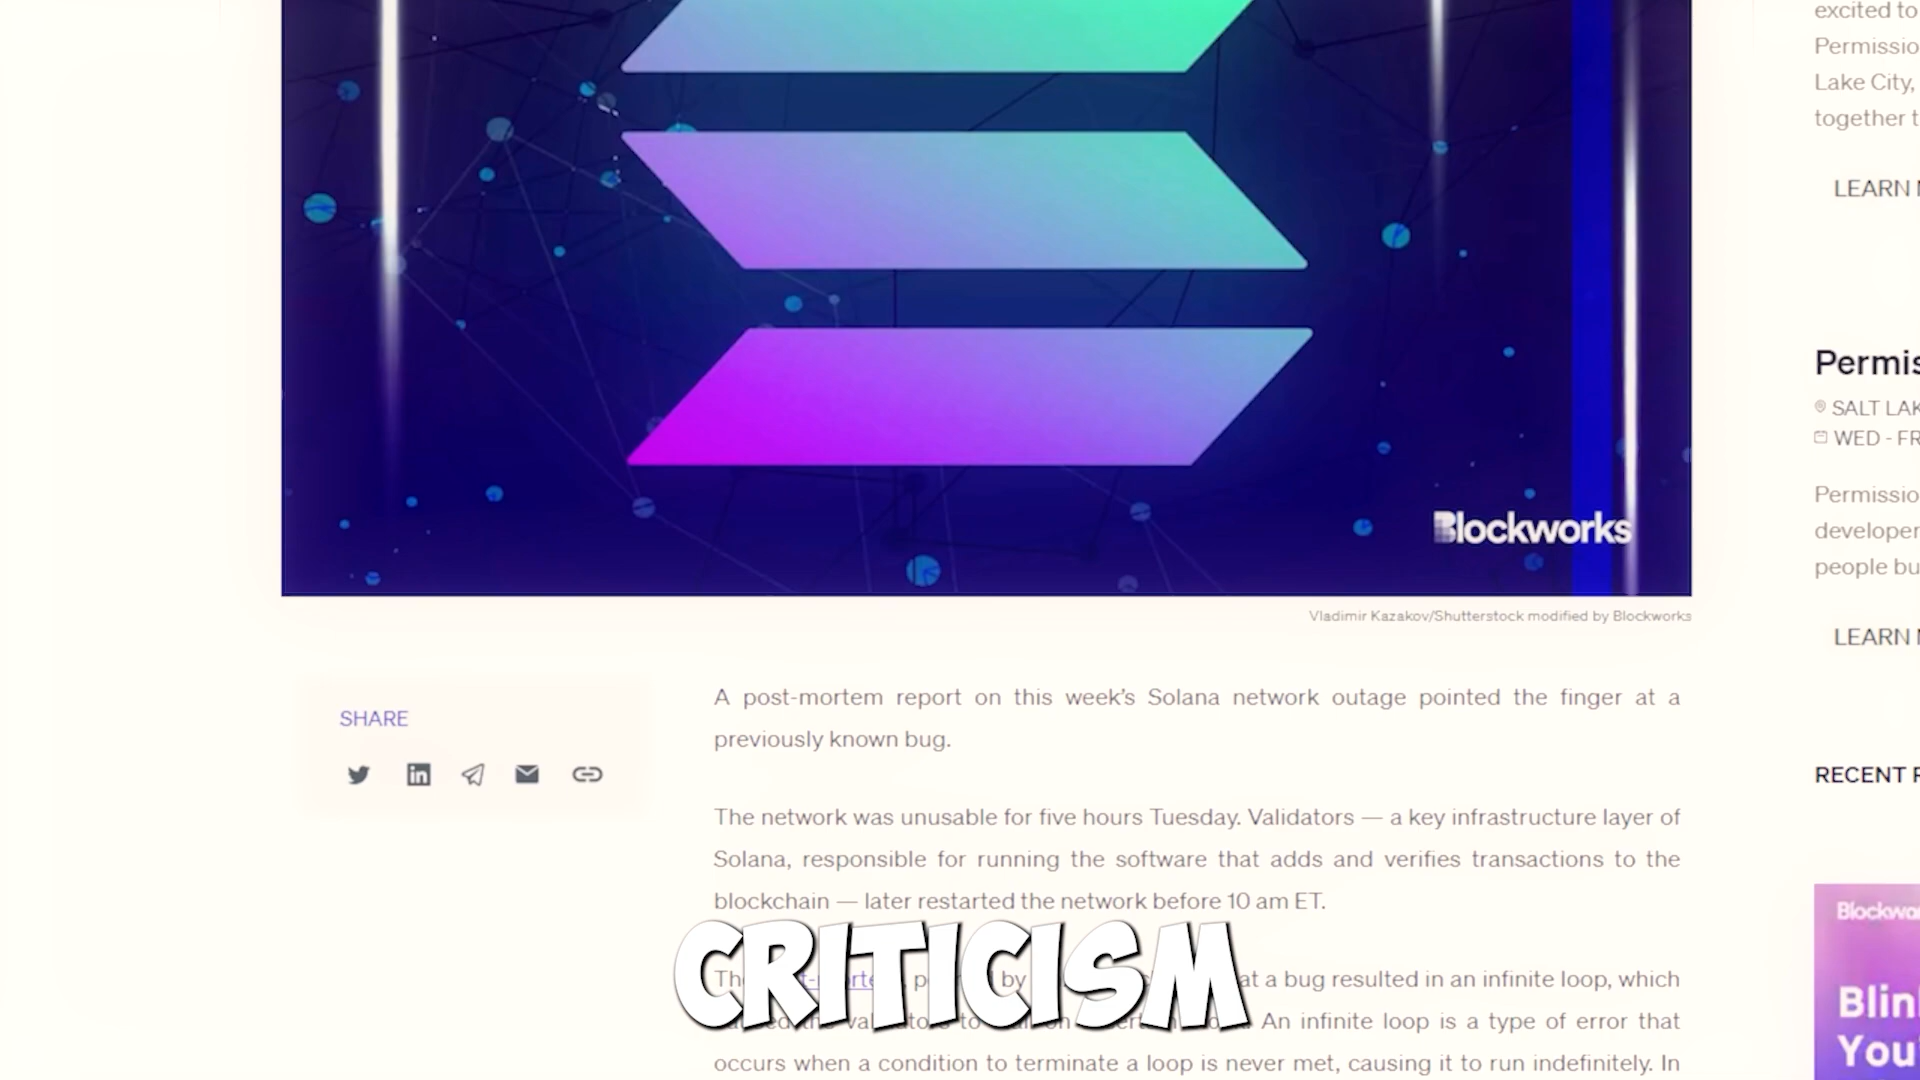 Blockworks
Vladimir Kazakov/Shutterstock modified by Blockworks
SHARE
A post-mortem report on this week's Solana network outage pointed the finger at a
previously known bug.
The network was unusable for five hours Tuesday. Validators — a key infrastructure layer of
Solana, responsible for running the software that adds and verifies transactions to the
blockchain — later restarted the network before 10 am ET.
at a bug resulted in an infinite loop, which
An infinite loop is a type of error that
occurs when a condition to terminate a loop is never met, causing it to run indefinitely. In
CRITICISM
excited to
Permissio
Lake City,
together t
LEARN
Permis
SALT LAK
WED - FR
Permissio
developer
people bu
LEARN
RECENT
Blockwor
Blin
You